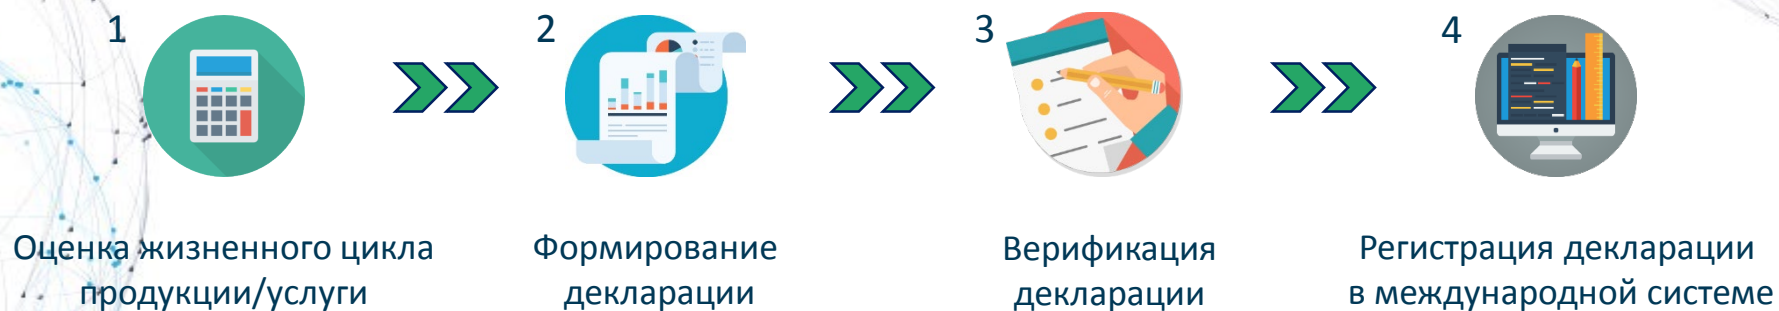 1
Оценка жизненного цикла
продукции/услуги
2
Формирование
декларации
3
Верификация
декларации
4
Регистрация декларации
в международной системе